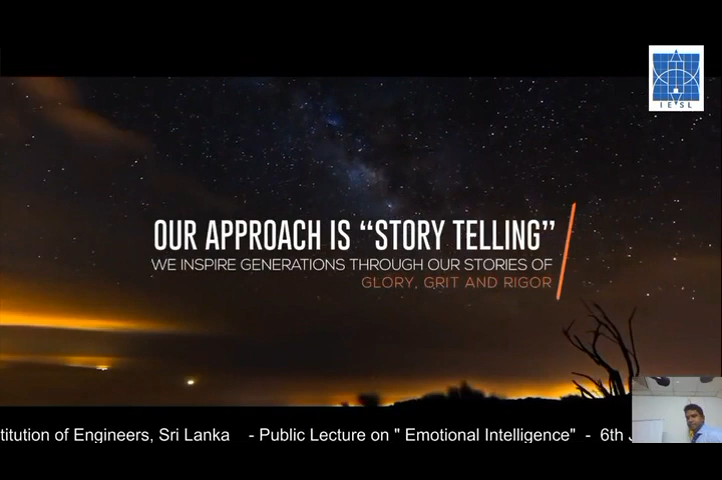 IESL
OUR APPROACH IS “STORY TELLING”
WE INSPIRE GENERATIONS THROUGH OUR STORIES OF
GLORY, GRIT AND RIGOR
titution of Engineers, Sri Lanka - Public Lecture on " Emotional Intelligence" - 6th J